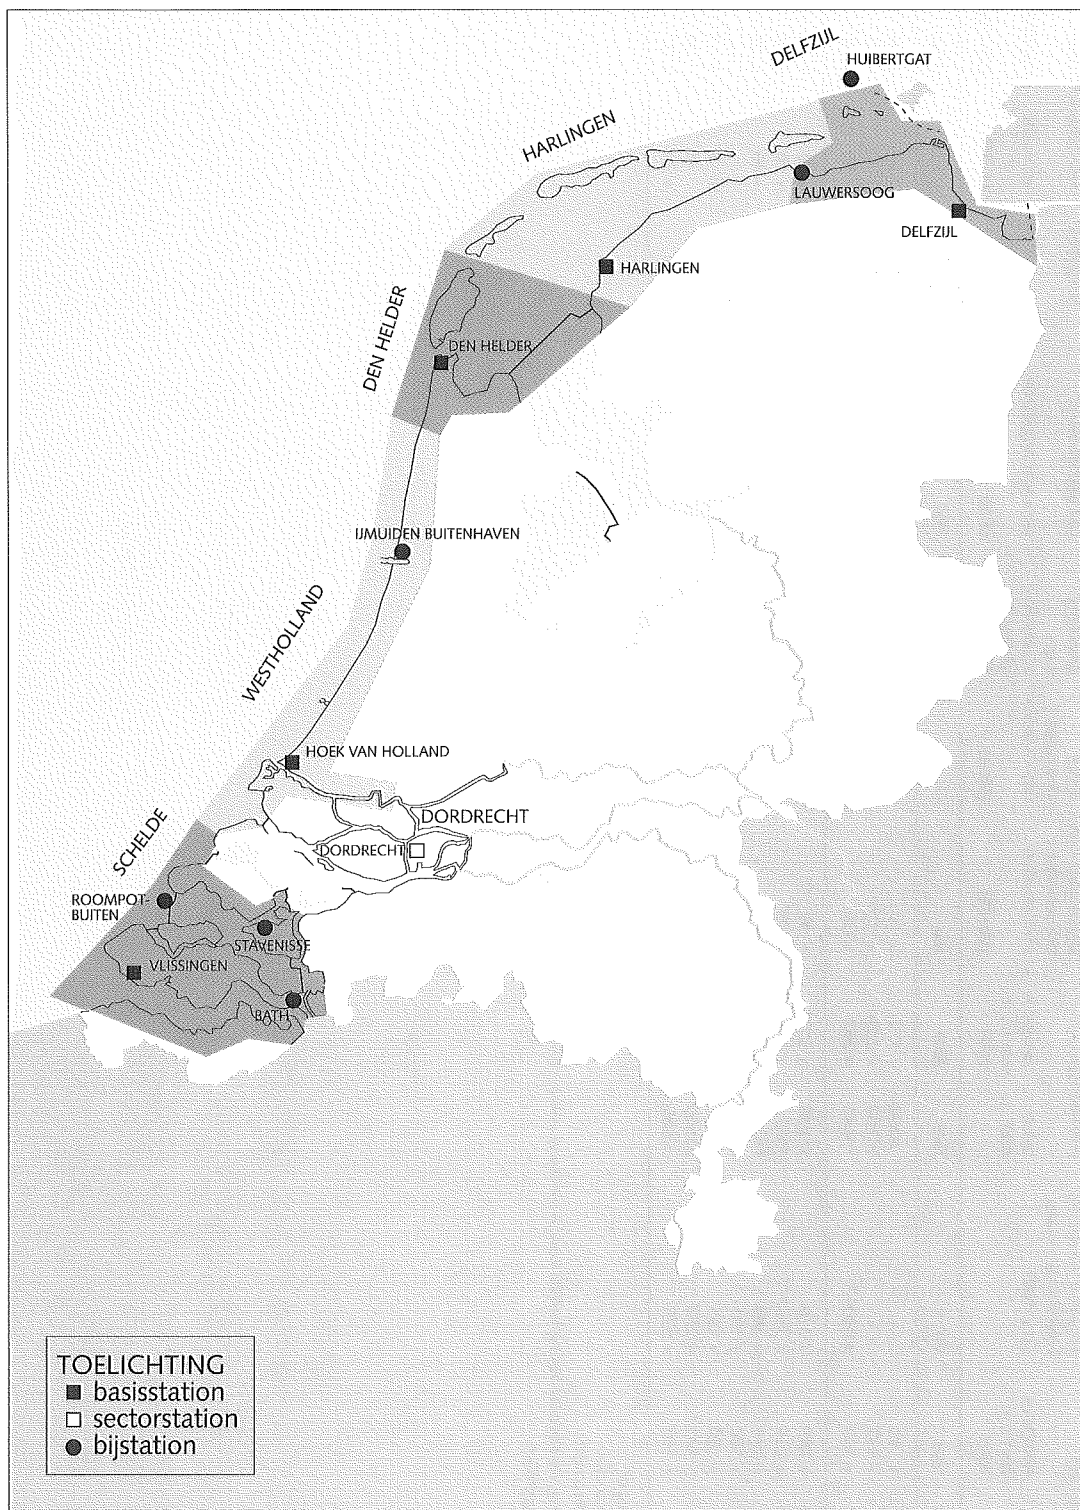 DELFZIJL
HUIBERTGAT
HARLINGEN
LAUWERSOOG
DELFZIJL
HARLINGEN
DEN HELDER
DEN HELDER
IJMUIDEN BUITENHAVEN
WESTHOLLAND
HOEK VAN HOLLAND
SCHELDE
DORDRECHT
DORDRECHT
ROOMPOT-
BUITEN
STAVENISSE
VLISSINGEN
BATH
TOELICHTING
basisstation
sectorstation
bijstation